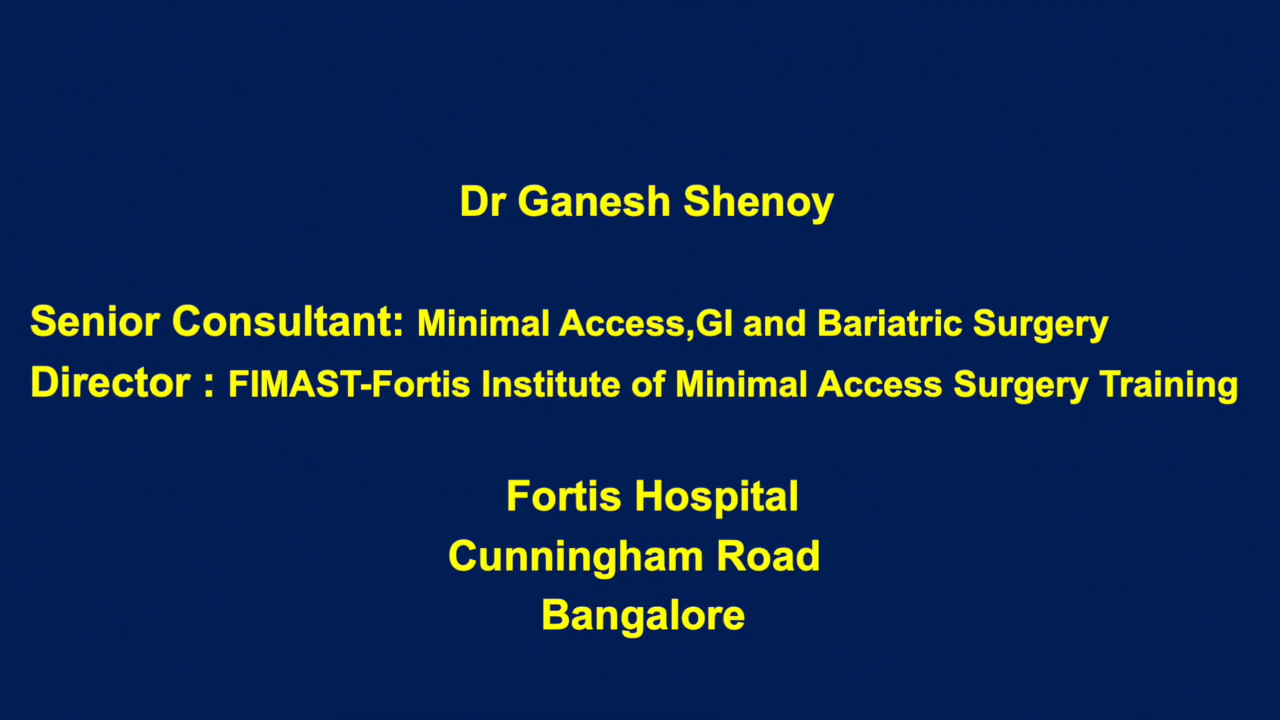 Dr Ganesh Shenoy
Senior Consultant: Minimal Access,GI and Bariatric Surgery
Director : FIMAST-Fortis Institute of Minimal Access Surgery Training
Fortis Hospital
Cunningham Road
Bangalore